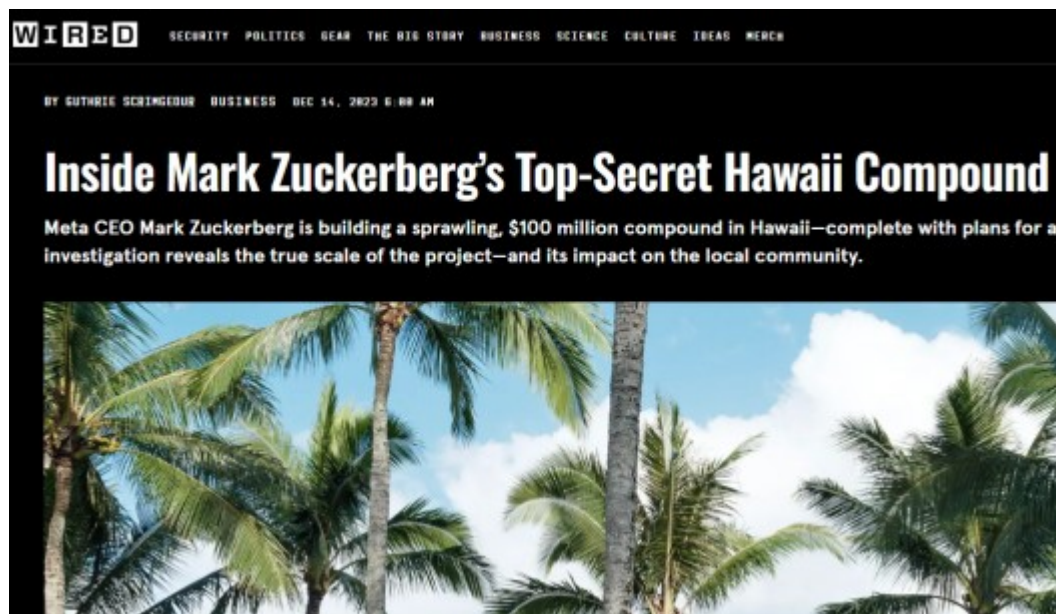 WIRED SECURITY POLITICS GEAR THE BIG STORY BUSINESS SCIENCE CULTURE IDEAS MERCH
BY GUTHRIE SCRIMGEOUR BUSINESS DEC 14, 2023 6:00 AM
Inside Mark Zuckerberg’s Top-Secret Hawaii Compound
Meta CEO Mark Zuckerberg is building a sprawling, $100 million compound in Hawaii—complete with plans for a
investigation reveals the true scale of the project—and its impact on the local community.